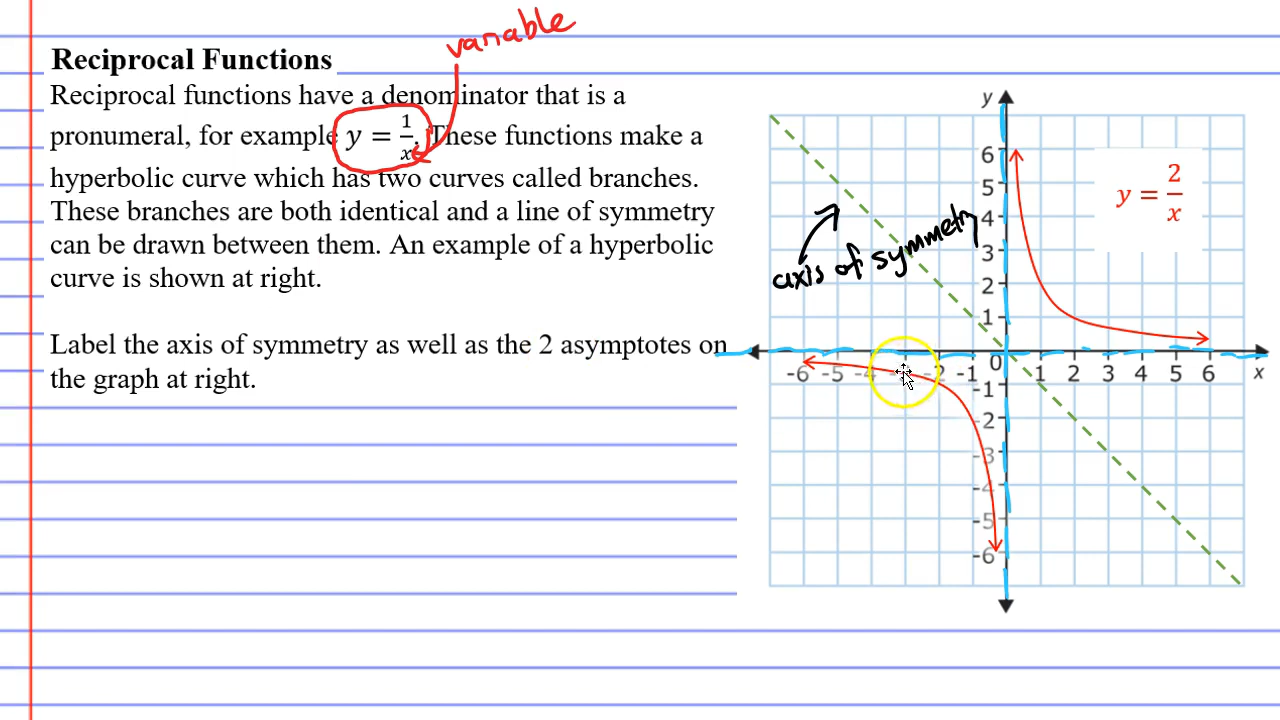 variable
Reciprocal Functions
Reciprocal functions have a denominator that is a
pronumeral, for example y = 1/x. These functions make a
hyperbolic curve which has two curves called branches.
These branches are both identical and a line of symmetry
can be drawn between them. An example of a hyperbolic
curve is shown at right.
Label the axis of symmetry as well as the 2 asymptotes on
the graph at right.
y
6
5
4
3
2
1
0
y = 2/x
axis of symmetry
-6 -5 -4 -2 -1 1 2 3 4 5 6 x
-1
-2
-3
-4
-5
-6